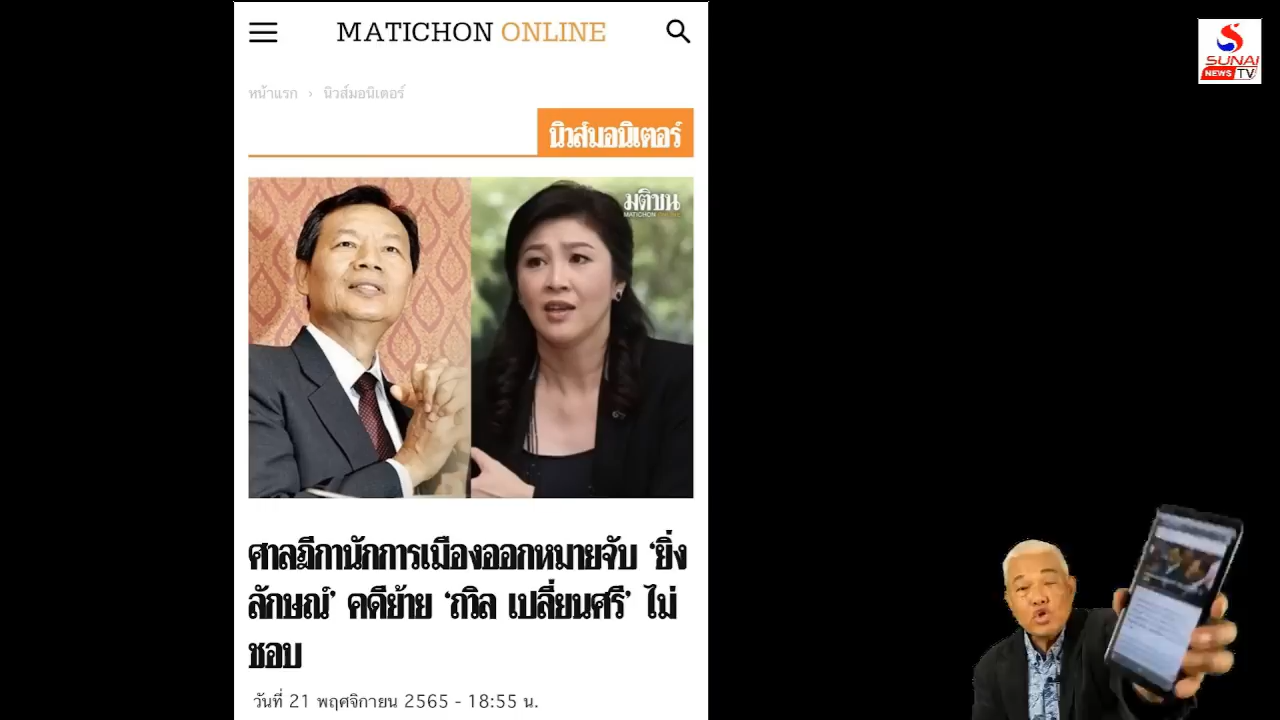 MATICHON ONLINE
SUNAI
NEWS TV
หน้าแรก › นิวส์มอนิเตอร์
นิวส์มอนิเตอร์
มติชน
MATICHON ONLINE
ศาลฎีกานักการเมืองออกหมายจับ ‘ยิ่ง
ลักษณ์’ คดีย้าย ‘ถวิล เปลี่ยนศรี’ ไม่
ชอบ
วันที่ 21 พฤศจิกายน 2565 - 18:55 น.